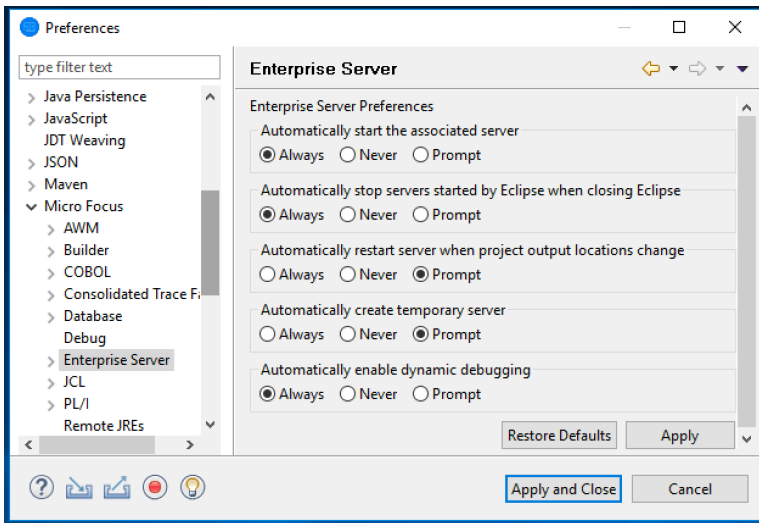 Preferences
type filter text
Java Persistence
JavaScript
JDT Weaving
JSON
Maven
Micro Focus
AWM
Builder
COBOL
Consolidated Trace
Database
Debug
Enterprise Server
JCL
PL/I
Remote JREs
Enterprise Server
Enterprise Server Preferences
Automatically start the associated server
Always Never Prompt
Automatically stop servers started by Eclipse when closing Eclipse
Always Never Prompt
Automatically restart server when project output locations change
Always Never Prompt
Automatically create temporary server
Always Never Prompt
Automatically enable dynamic debugging
Always Never Prompt
Restore Defaults Apply
Apply and Close Cancel